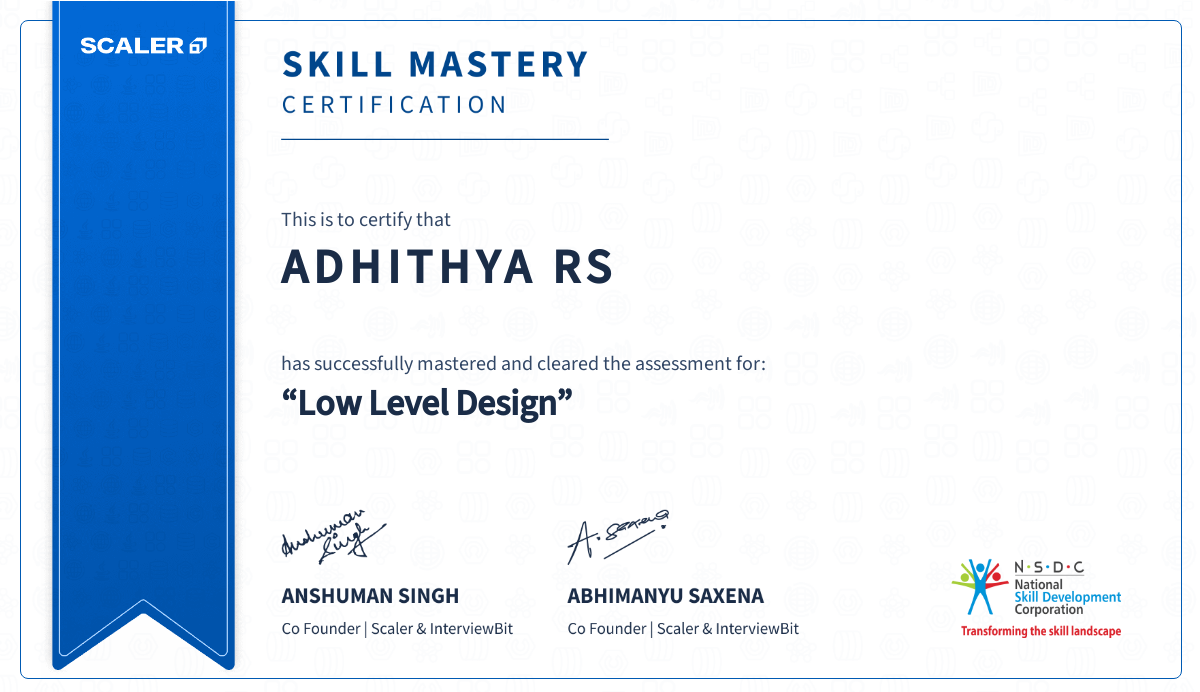 SCALER
SKILL MASTERY
CERTIFICATION
This is to certify that
ADHITHYA RS
has successfully mastered and cleared the assessment for:
“Low Level Design”
Anshuman
Singh
A. Saxena
ANSHUMAN SINGH
Co Founder | Scaler & InterviewBit
ABHIMANYU SAXENA
Co Founder | Scaler & InterviewBit
N·S·D·C
National
Skill Development
Corporation
Transforming the skill landscape